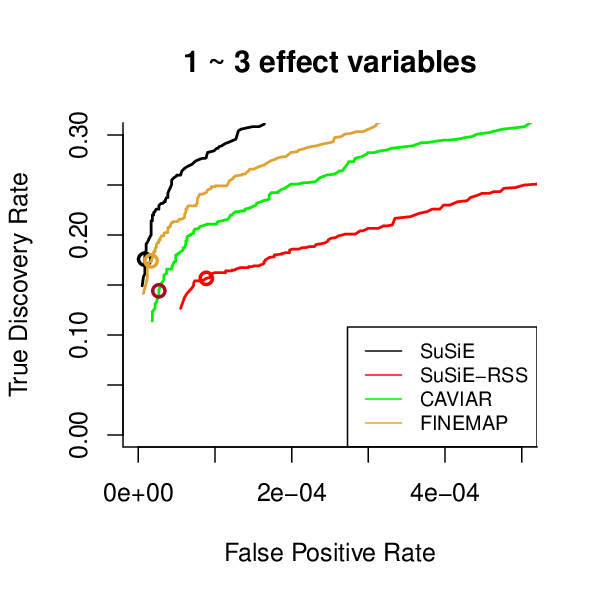 1 ~ 3 effect variables
True Discovery Rate
0.30
0.20
0.10
0.00
SuSiE
SuSiE−RSS
CAVIAR
FINEMAP
0e+00 2e−04 4e−04
False Positive Rate